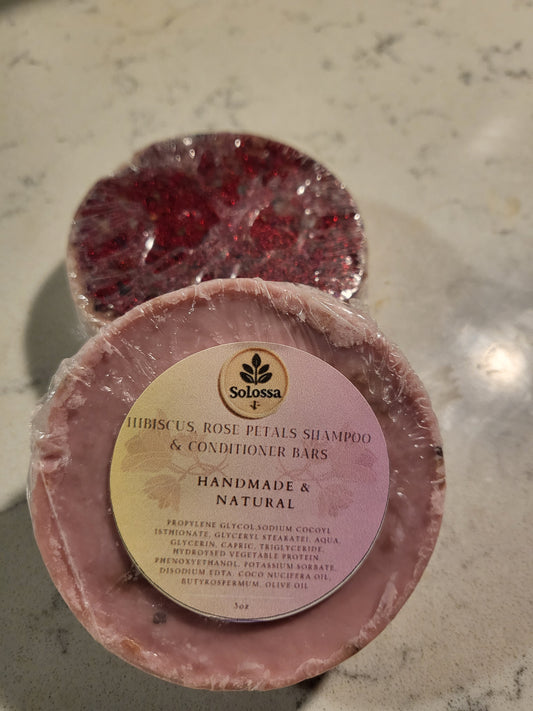 Solossa
HIBISCUS, ROSE PETALS SHAMPOO
& CONDITIONER BARS
HANDMADE &
NATURAL
PROPYLENE GLYCOL,SODIUM COCOYL
ISTHIONATE, GLYCERYL STEARATEI, AQUA,
GLYCERIN, CAPRIC, TRIGLYCERIDE,
HYDROYSED VEGETABLE PROTEIN
PHENOXYETHANOL, POTASSIUM SORBATE,
DISODIUM EDTA, COCO NUCIFERA OIL,
BUTYROSPERMUM, OLIVE OIL
5oz